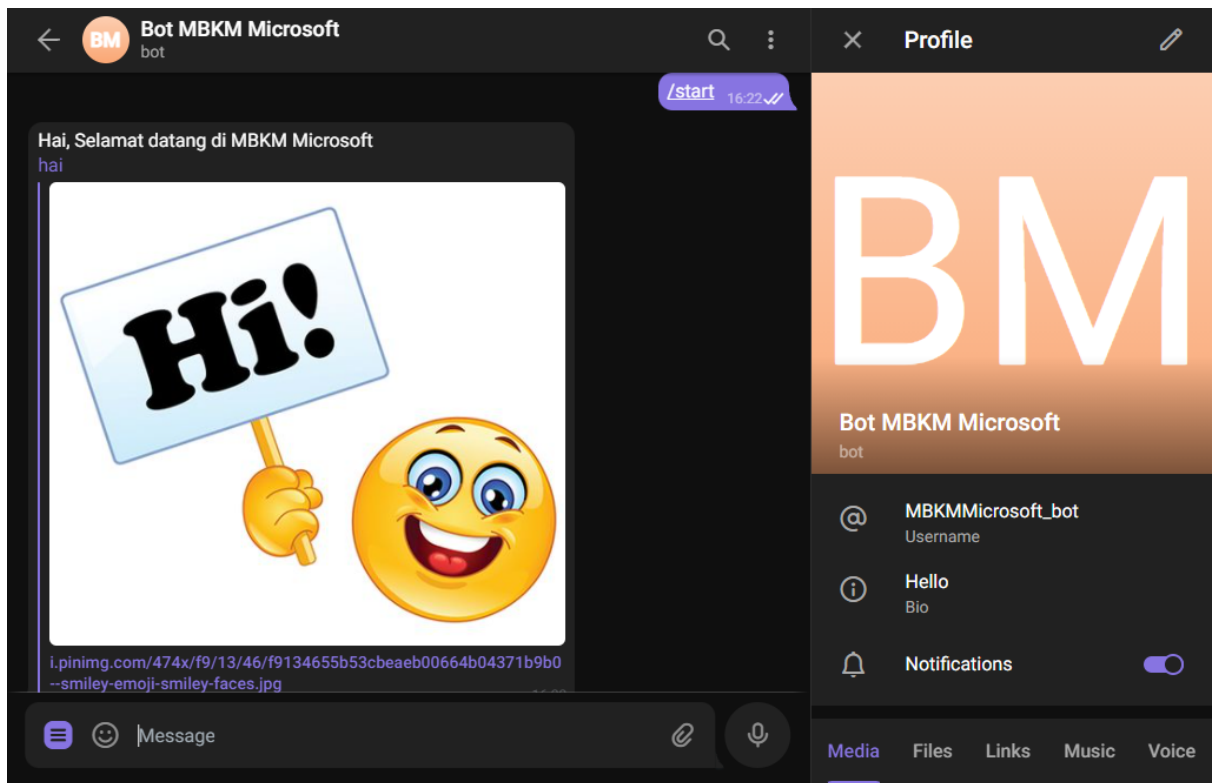 BM
Bot MBKM Microsoft
bot
/start 16:22
Hai, Selamat datang di MBKM Microsoft
hai
Hi!
i.pinimg.com/474x/f9/13/46/f9134655b53cbeaeb00664b04371b9b0
--smiley-emoji-smiley-faces.jpg
Message
Profile
BM
Bot MBKM Microsoft
bot
@
MBKMMicrosoft_bot
Username
Hello
Bio
Notifications
Media Files Links Music Voice